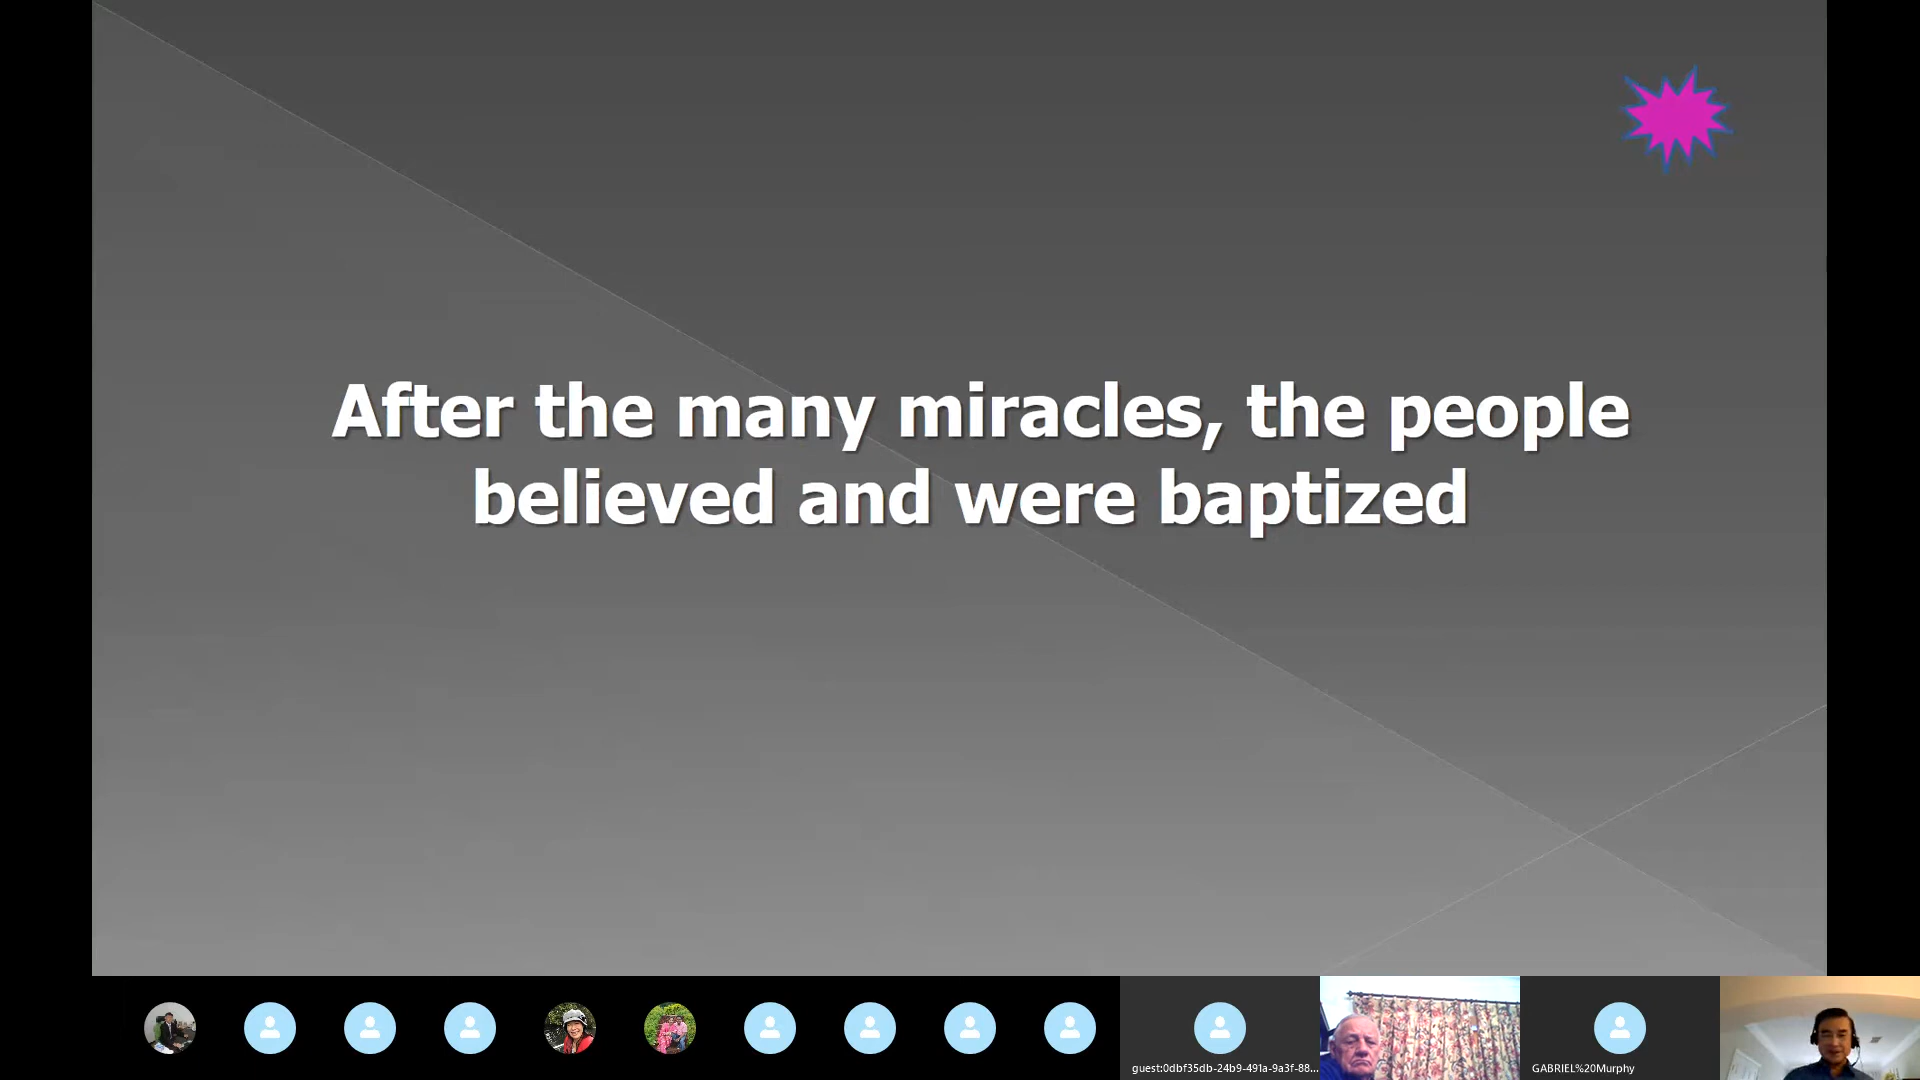 After the many miracles, the people
believed and were baptized
guest:0dbf35db-24b9-491a-9a3f-88...
GABRIEL%20Murphy